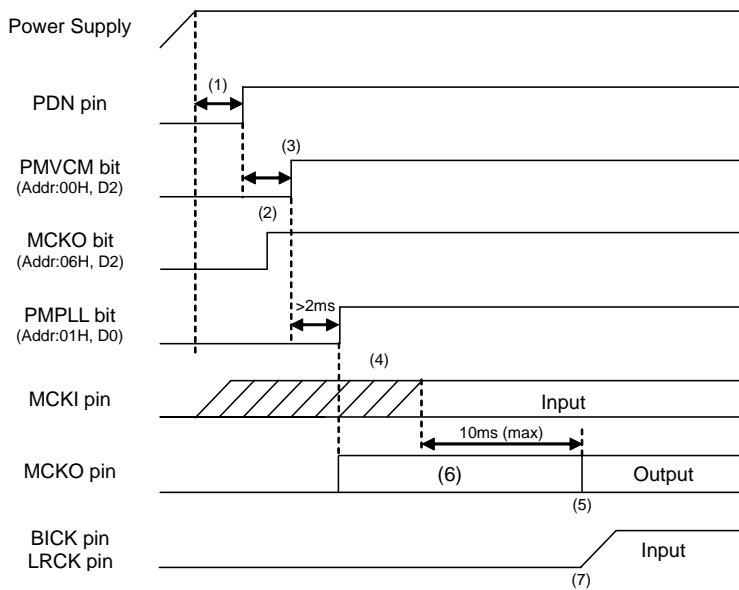 Power Supply
(1)
PDN pin
(3)
PMVCM bit
(Addr:00H, D2)
(2)
MCKO bit
(Addr:06H, D2)
>2ms
PMPLL bit
(Addr:01H, D0)
(4)
MCKI pin
Input
10ms (max)
MCKO pin
(6)
Output
(5)
BICK pin
LRCK pin
Input
(7)